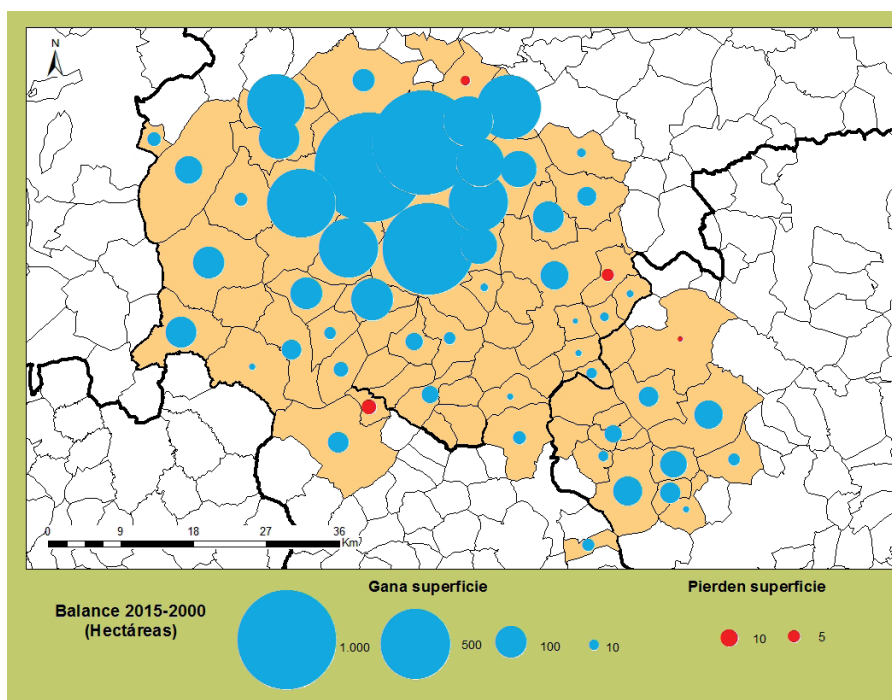 N
0 9 18 27 36
Km
Gana superficie
Pierden superficie
Balance 2015-2000
(Hectáreas)
1.000
500
100
10
10
5